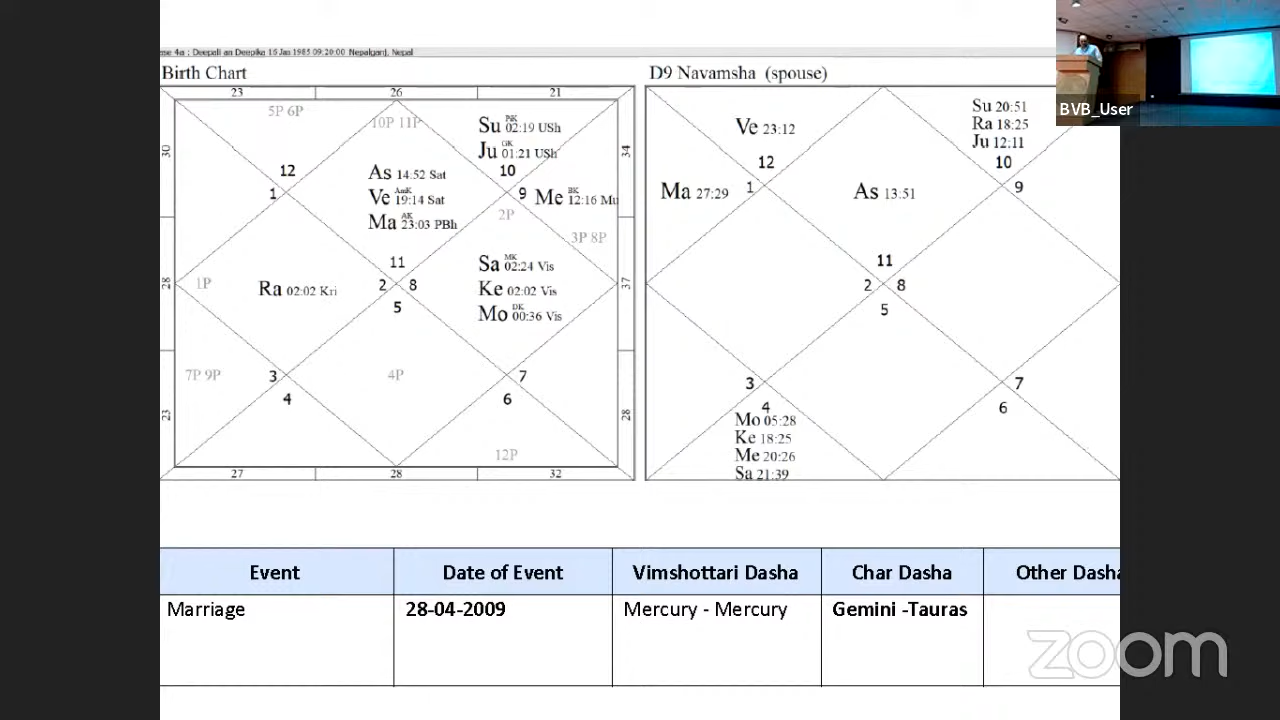 me 4a : Deepali an Deepika 15 Jan 1985 09:20:00 Nepalganj, Nepal
BVB_User
Birth Chart
23 26 21
5P 6P
10P 11P
Su BK 02:19 USh
Ju GK 01:21 USh
30
34
12
As 14:52 Sat
10
1
Ve AmK 19:14 Sat
9 Me BK 12:16 Mu
Ma AK 23:03 PBh
2P
3P 8P
11
Sa MK 02:24 Vis
28
1P
Ra 02:02 Kri
2 8
Ke 02:02 Vis
37
5
Mo DK 00:36 Vis
7P 9P
3
4P
7
4
6
23
28
12P
27 28 32
D9 Navamsha (spouse)
Su 20:51
Ve 23:12
Ra 18:25
Ju 12:11
12
10
Ma 27:29 1
As 13:51
9
11
2 8
5
3
7
4
6
Mo 05:28
Ke 18:25
Me 20:26
Sa 21:39
Event Date of Event Vimshottari Dasha Char Dasha Other Dasha
Marriage 28-04-2009 Mercury - Mercury Gemini -Tauras
zoom